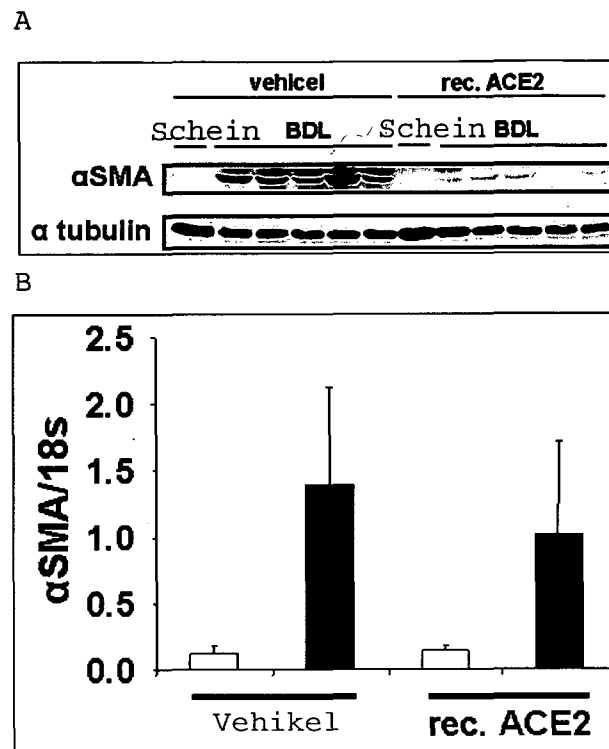 A
vehicel rec. ACE2
Schein BDL Schein BDL
αSMA
α tubulin
B
2.5
2.0
1.5
1.0
0.5
0.0
αSMA/18s
Vehikel rec. ACE2